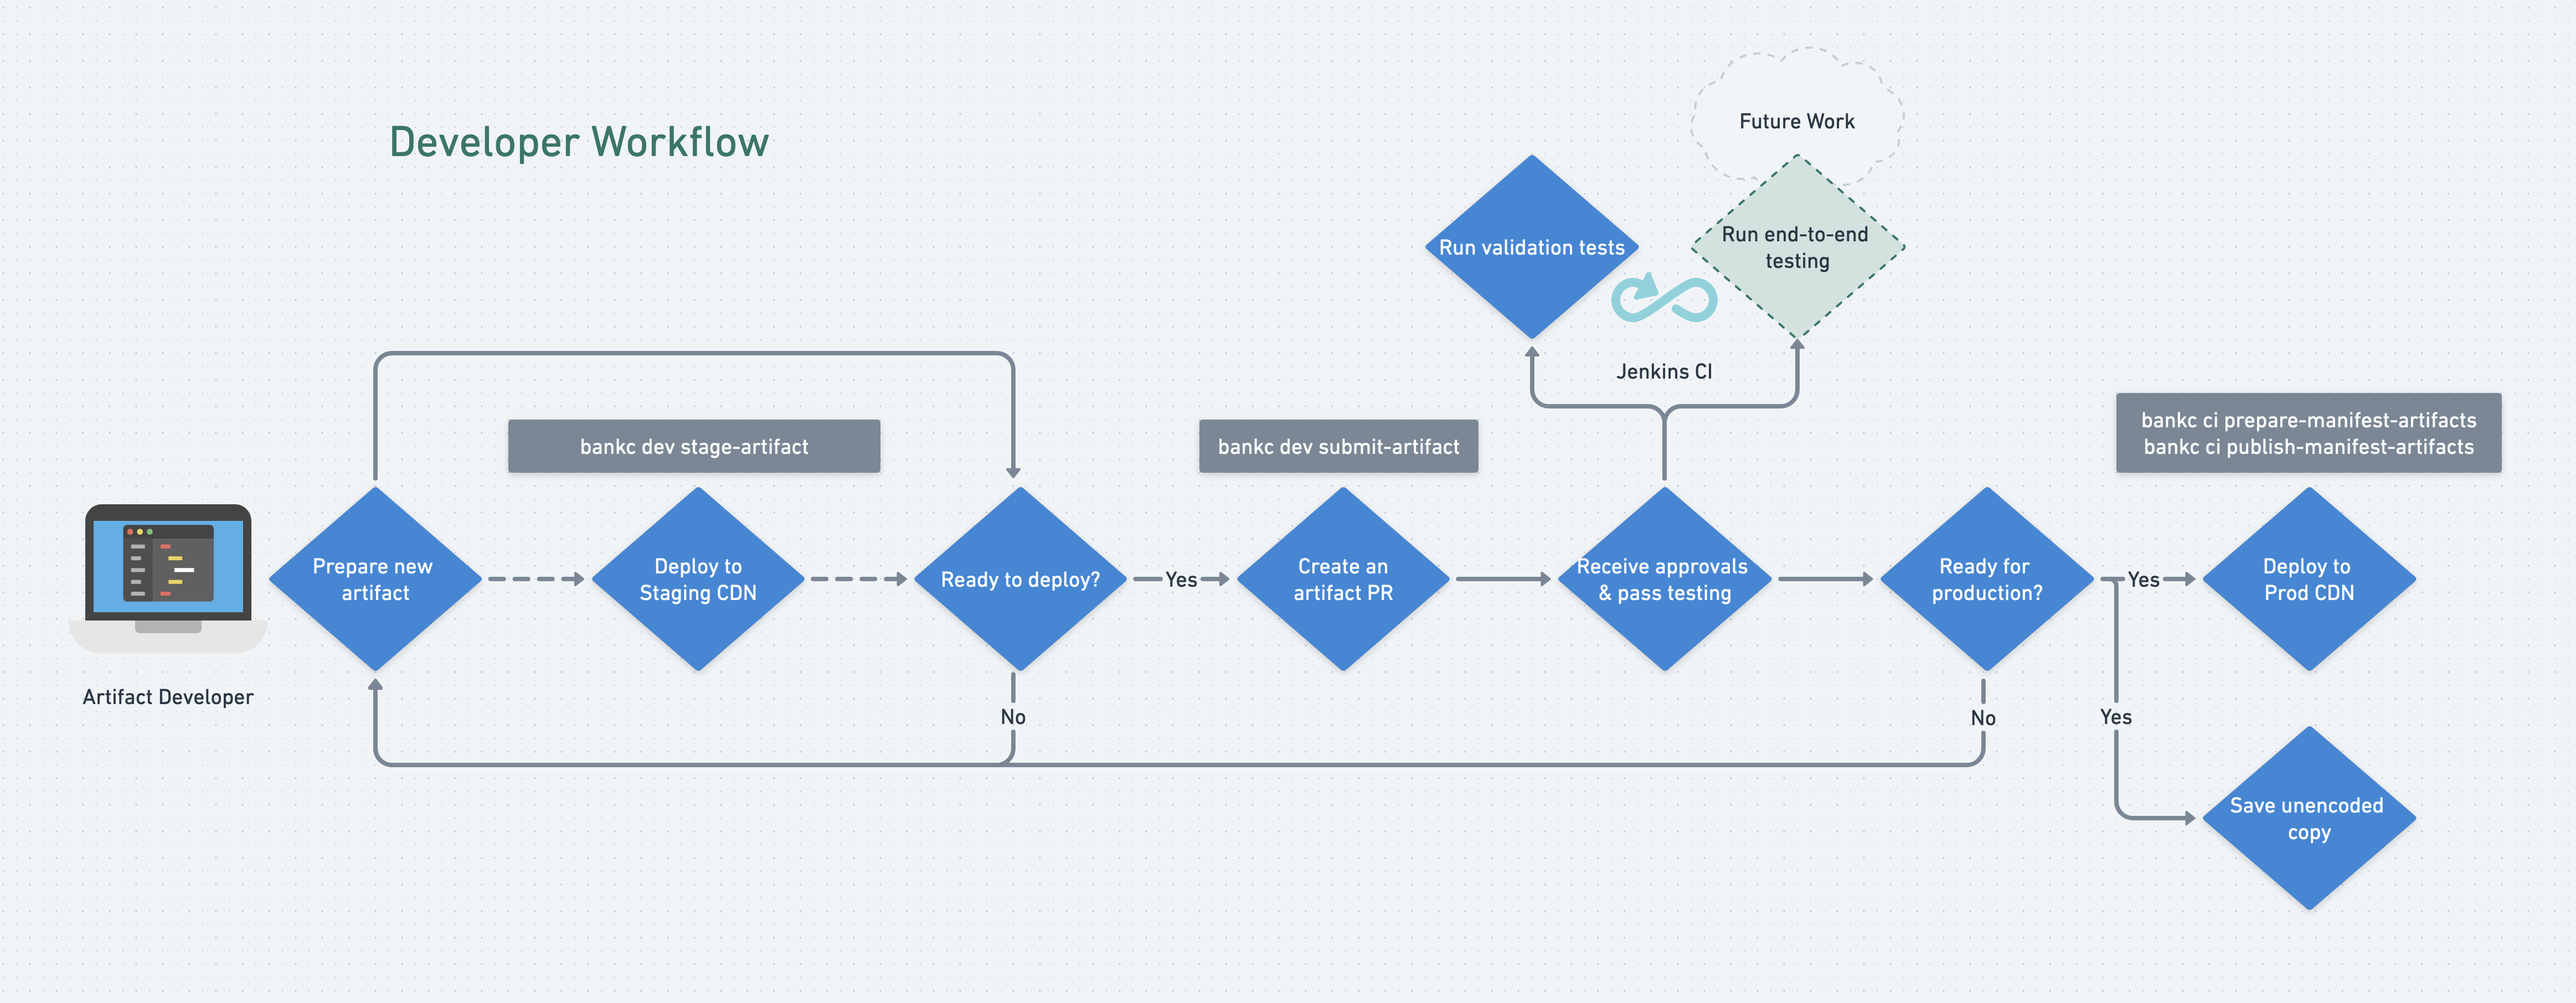 Developer Workflow
Future Work
Run validation tests
Run end-to-end
testing
Jenkins CI
bankc dev stage-artifact
bankc dev submit-artifact
bankc ci prepare-manifest-artifacts
bankc ci publish-manifest-artifacts
Artifact Developer
Prepare new
artifact
Deploy to
Staging CDN
Ready to deploy?
Yes
Create an
artifact PR
Receive approvals
& pass testing
Ready for
production?
Yes
Deploy to
Prod CDN
No
No
Yes
Save unencoded
copy